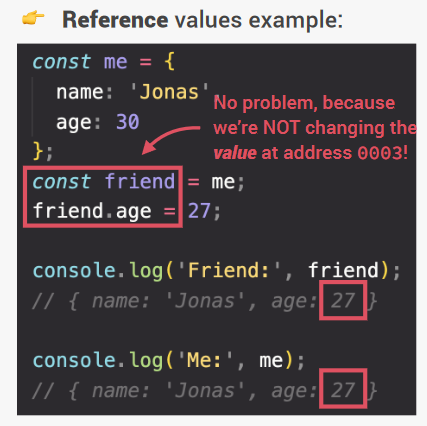 👉 Reference values example:
const me = {
name: 'Jonas',
age: 30
};
No problem, because
we're NOT changing the
value at address 0003!
const friend = me;
friend.age = 27;
console.log('Friend:', friend);
// { name: 'Jonas', age: 27 }
console.log('Me:', me);
// { name: 'Jonas', age: 27 }